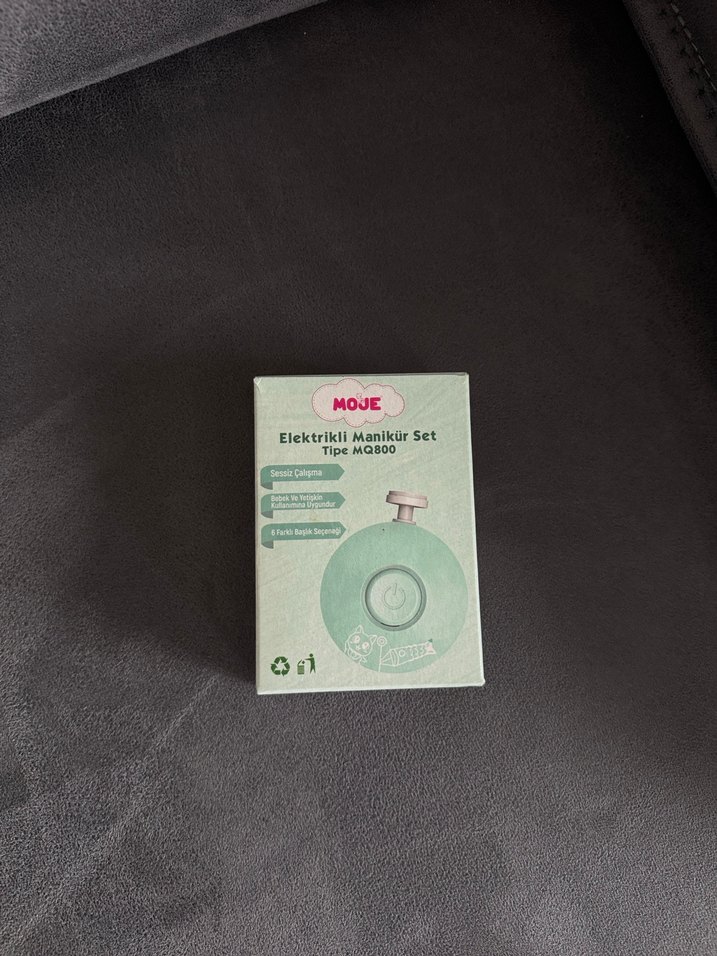 MOJE
Elektrikli Manikür Set
Tipe MQ800
Sessiz Çalışma
Bebek Ve Yetişkin
Kullanımına Uygundur
6 Farklı Başlık Seçeneği